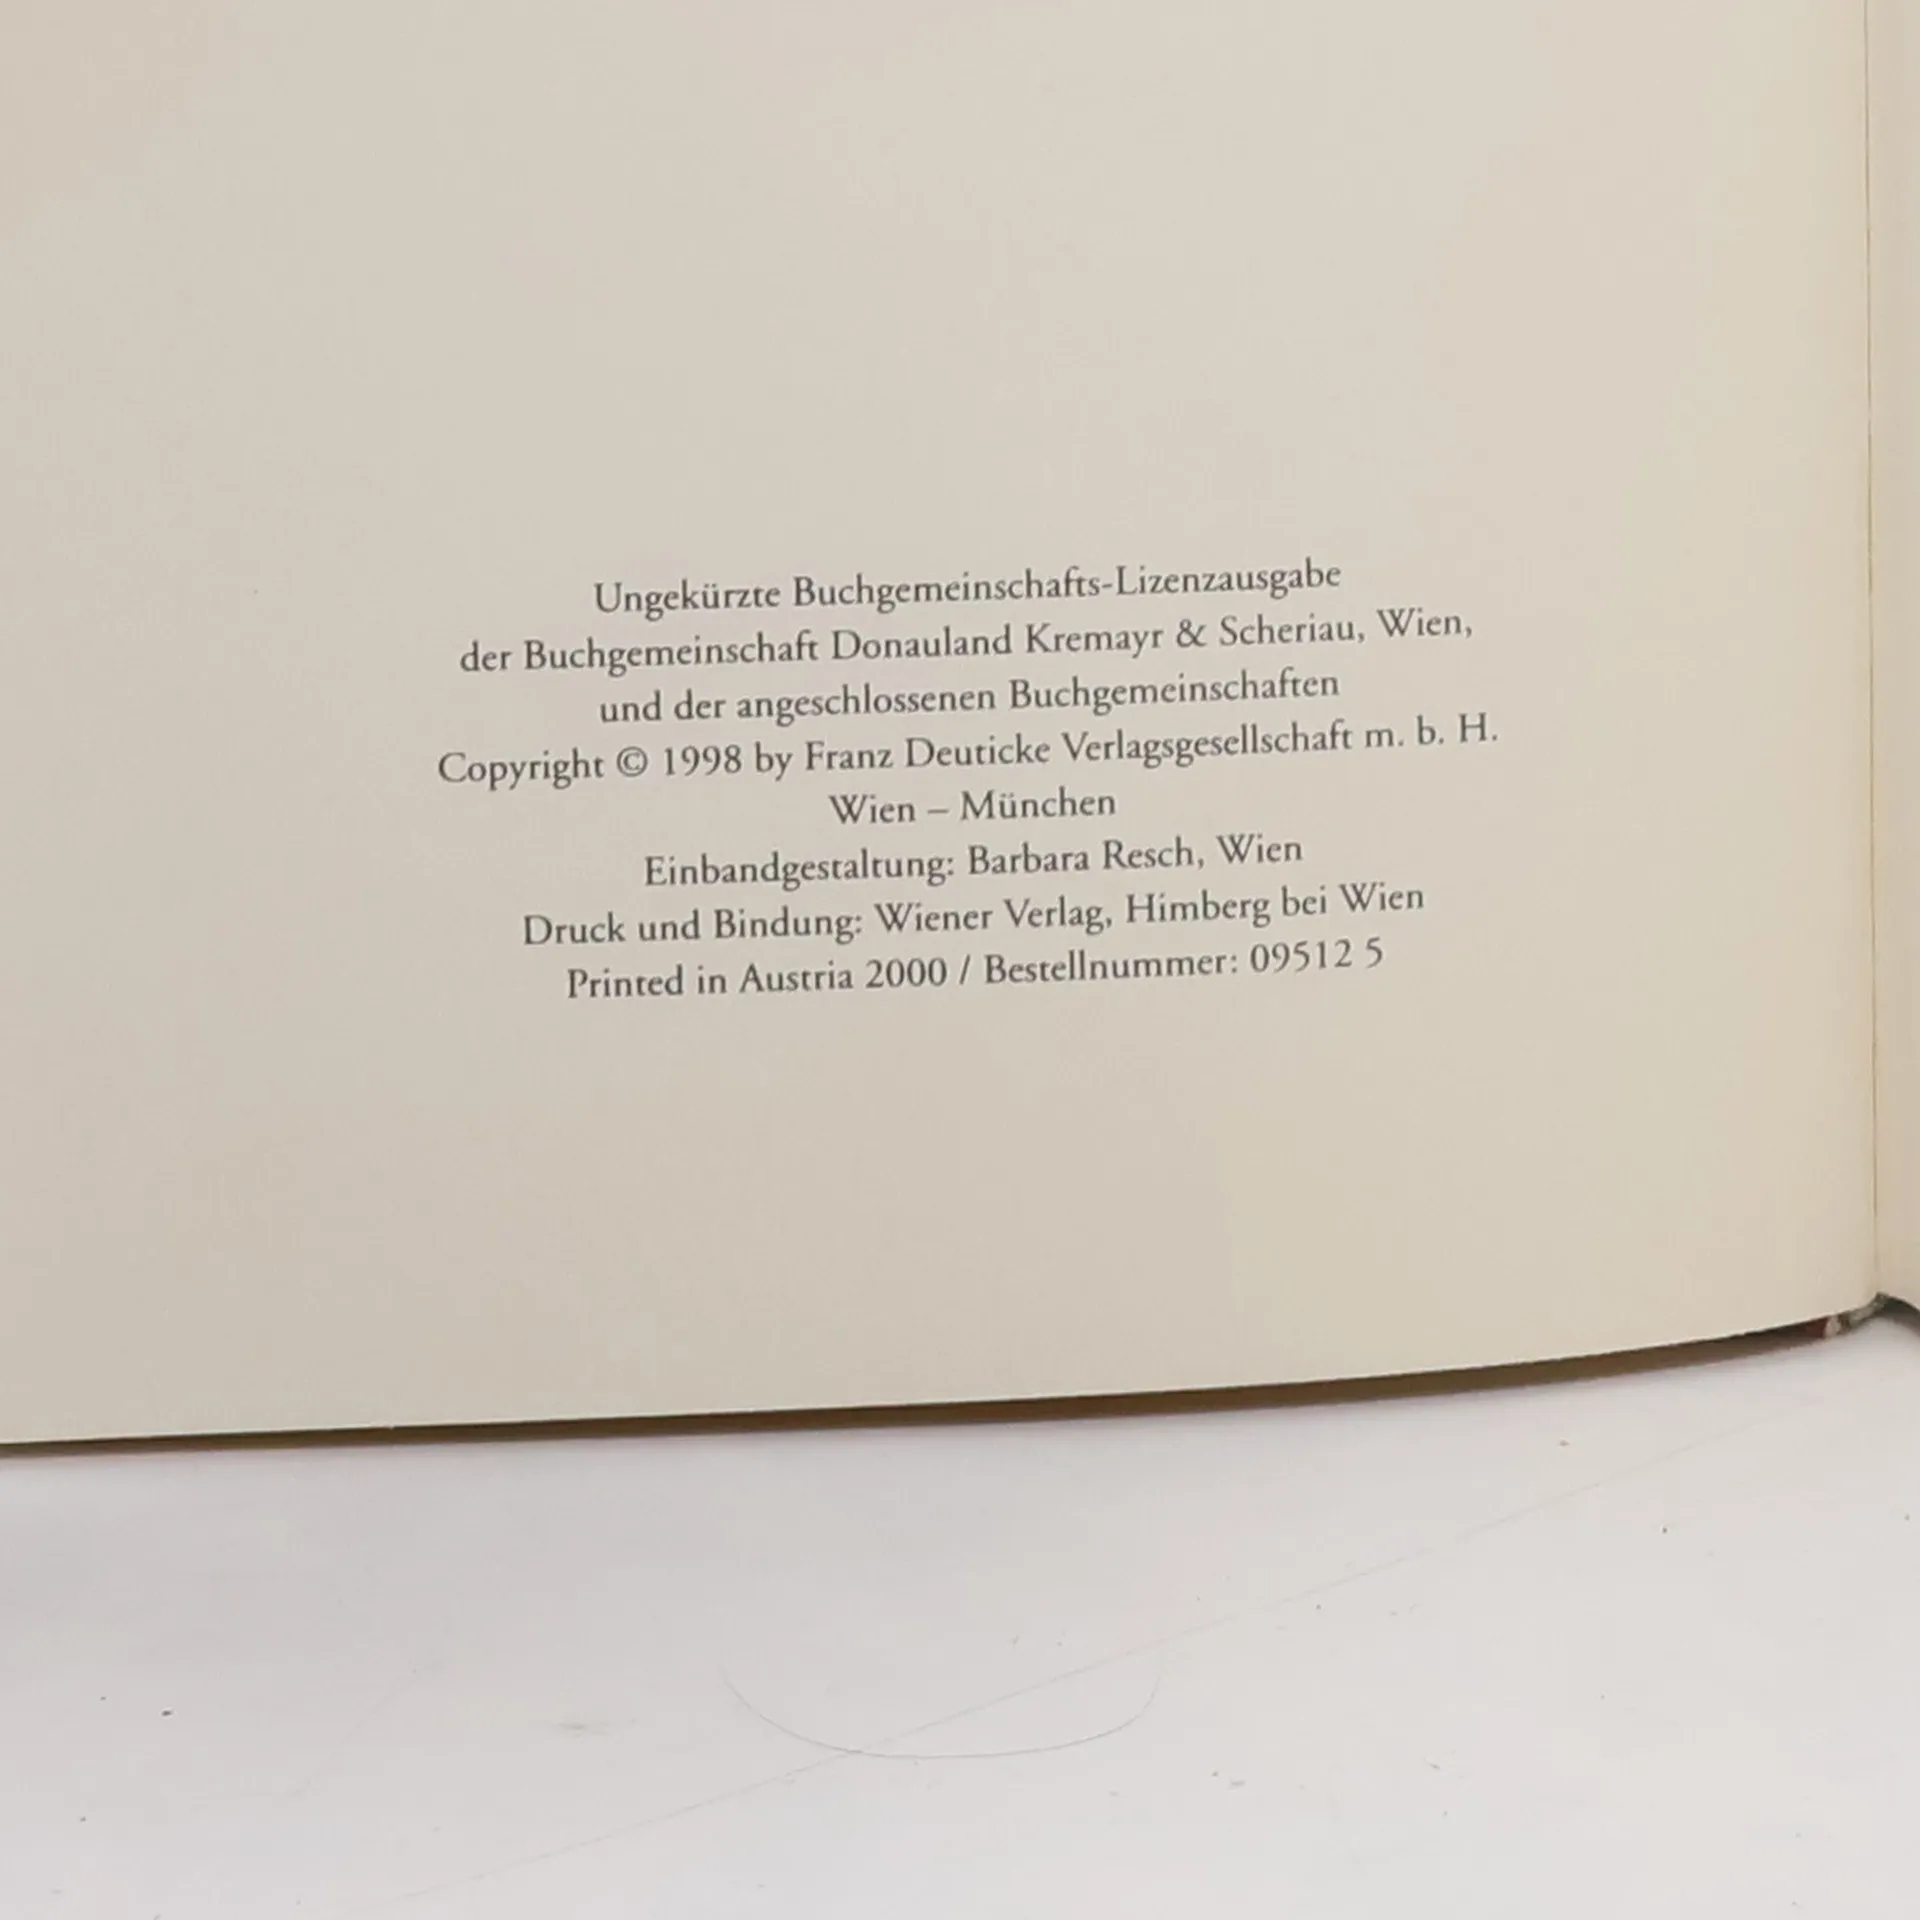 Ungekürzte Buchgemeinschafts-Lizenzausgabe
der Buchgemeinschaft Donauland Kremayr & Scheriau, Wien,
und der angeschlossenen Buchgemeinschaften
Copyright © 1998 by Franz Deuticke Verlagsgesellschaft m. b. H.
Wien – München
Einbandgestaltung: Barbara Resch, Wien
Druck und Bindung: Wiener Verlag, Himberg bei Wien
Printed in Austria 2000 / Bestellnummer: 09512 5